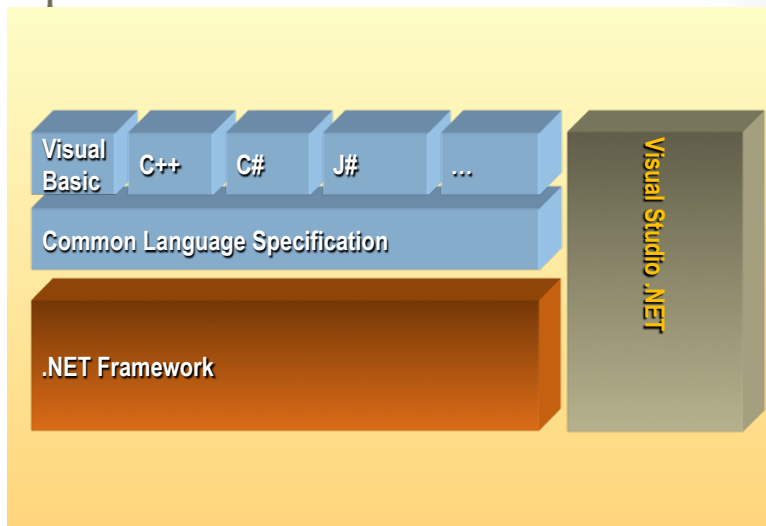 Visual
Basic
C++
C#
J#
...
Common Language Specification
.NET Framework
Visual Studio .NET